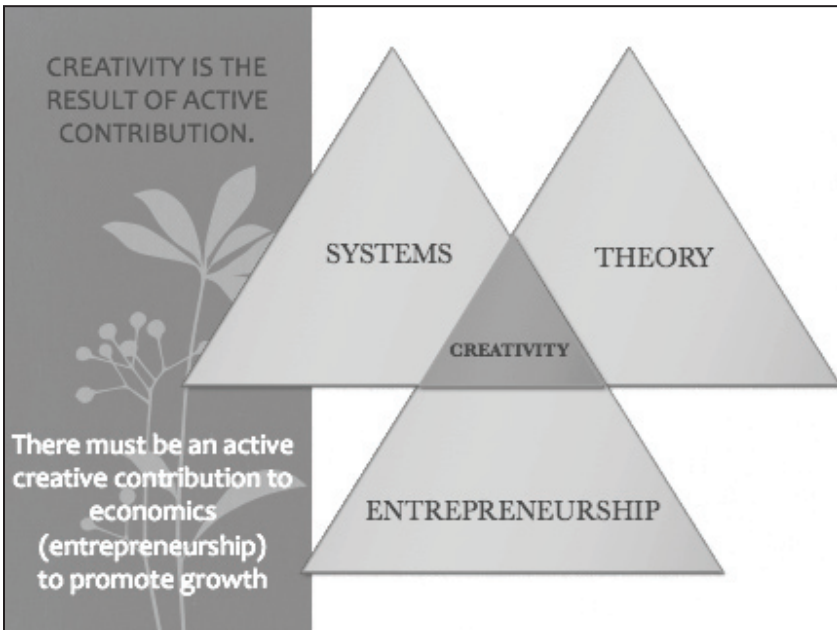 CREATIVITY IS THE
RESULT OF ACTIVE
CONTRIBUTION.
SYSTEMS
THEORY
CREATIVITY
There must be an active
creative contribution to
economics
(entrepreneurship)
to promote growth
ENTREPRENEURSHIP